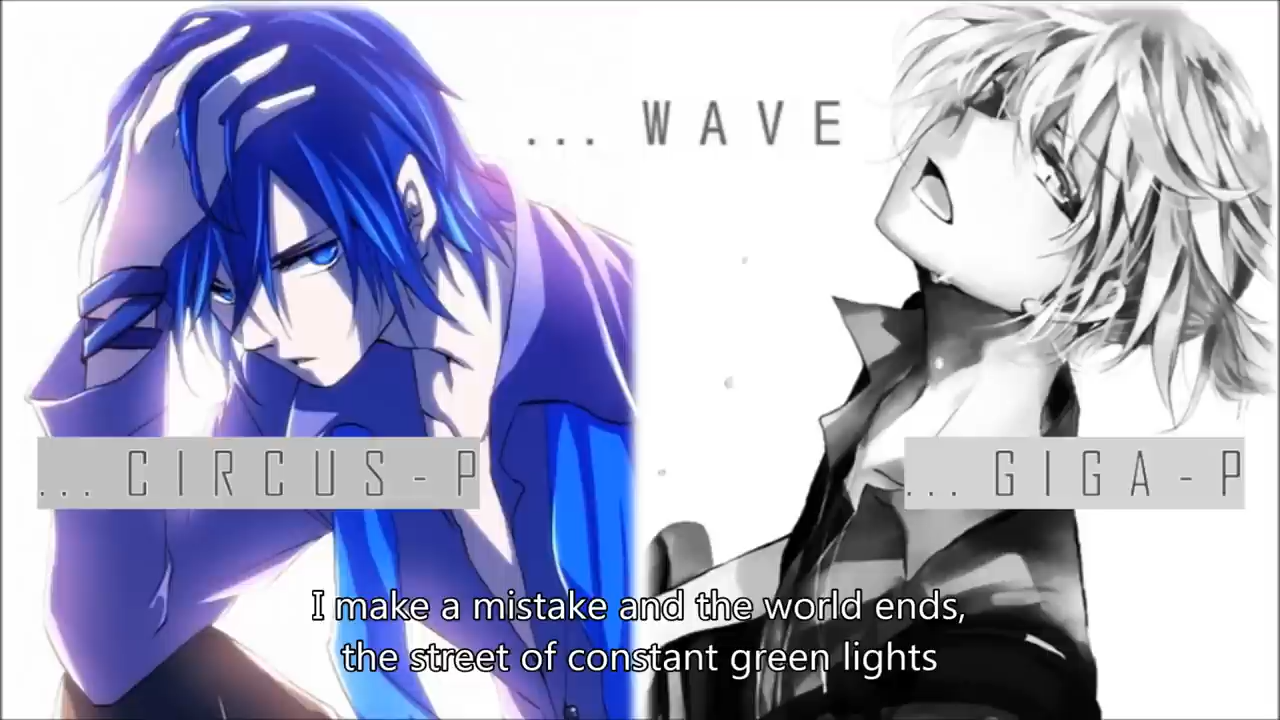 ... WAVE
... CIRCUS-P
... GIGA-P
I make a mistake and the world ends,
the street of constant green lights